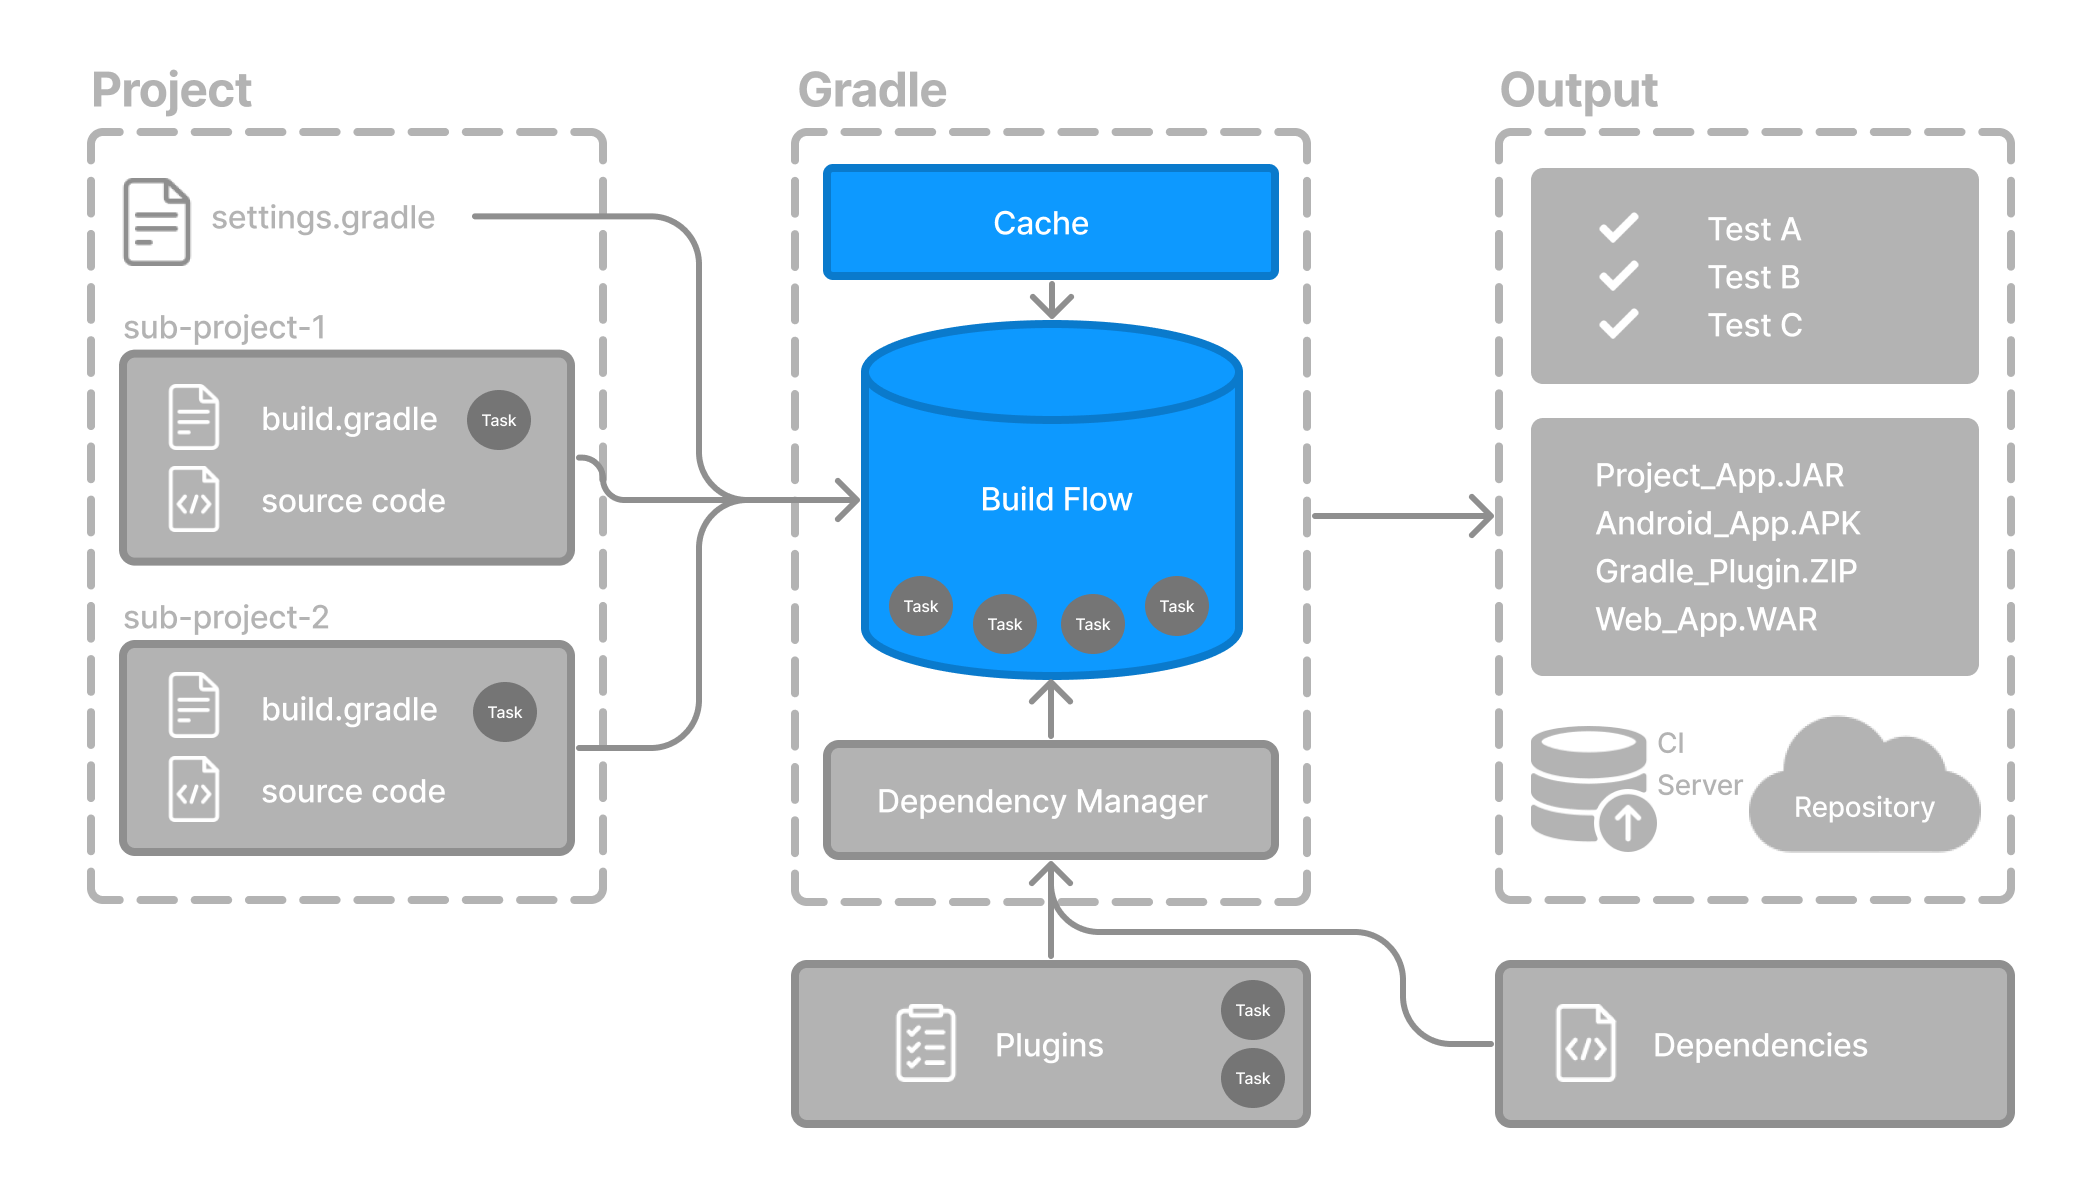 Project
settings.gradle
sub-project-1
build.gradle
Task
source code
sub-project-2
build.gradle
Task
source code
Gradle
Cache
Build Flow
Task
Task
Task
Task
Dependency Manager
Plugins
Task
Task
Output
Test A
Test B
Test C
Project_App.JAR
Android_App.APK
Gradle_Plugin.ZIP
Web_App.WAR
CI
Server
Repository
Dependencies